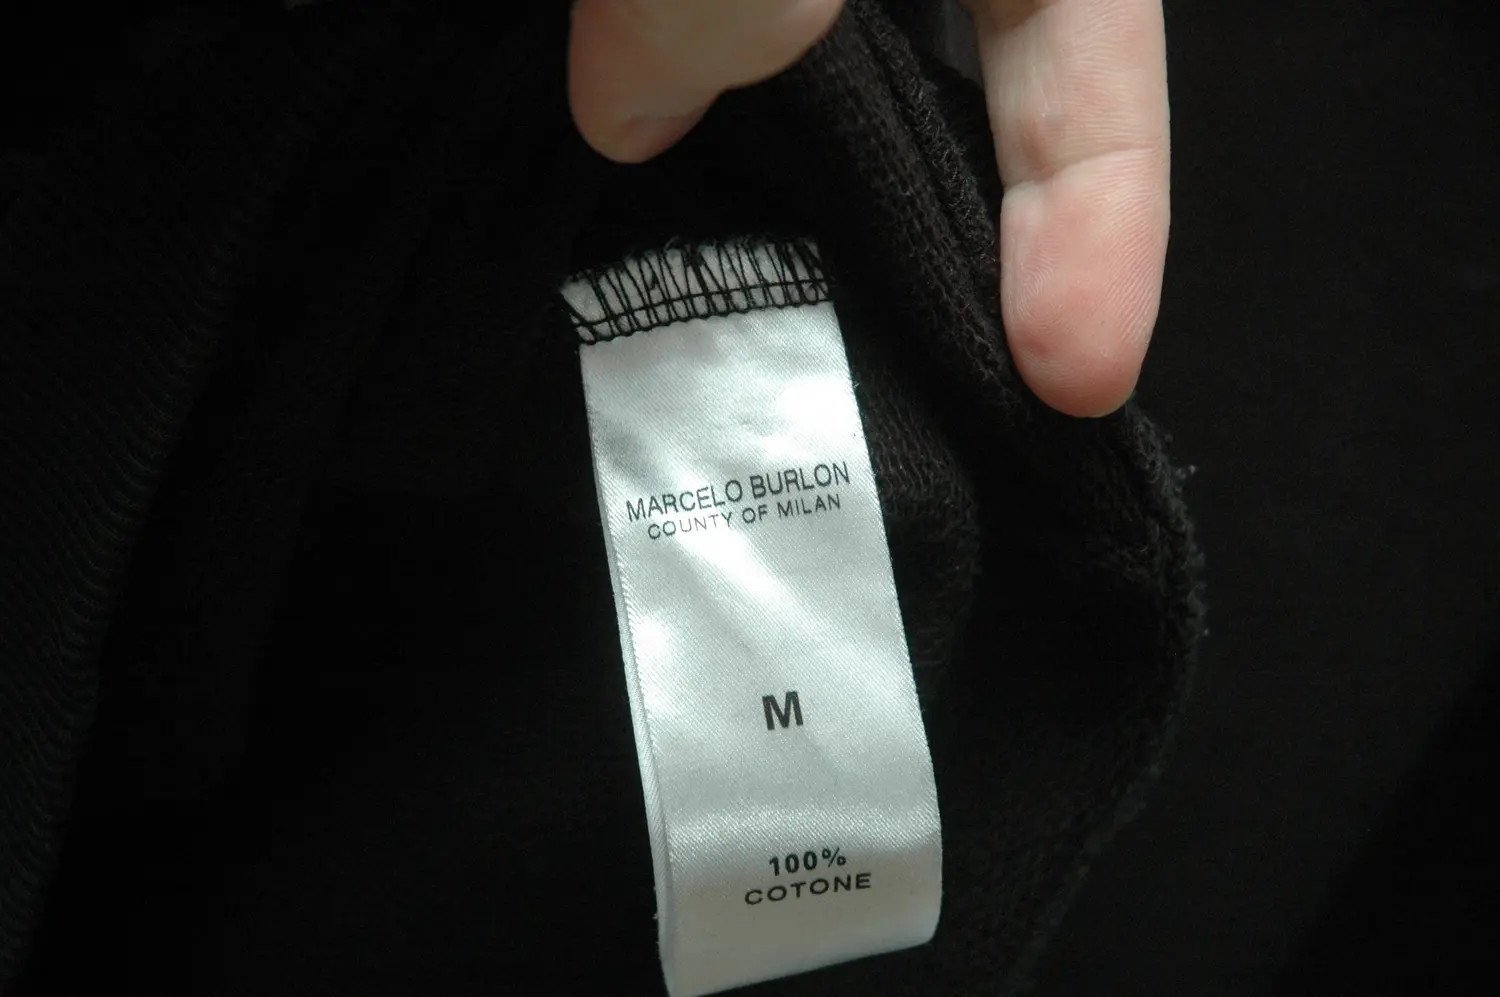 MARCELO BURLON
COUNTY OF MILAN
M
100%
COTONE